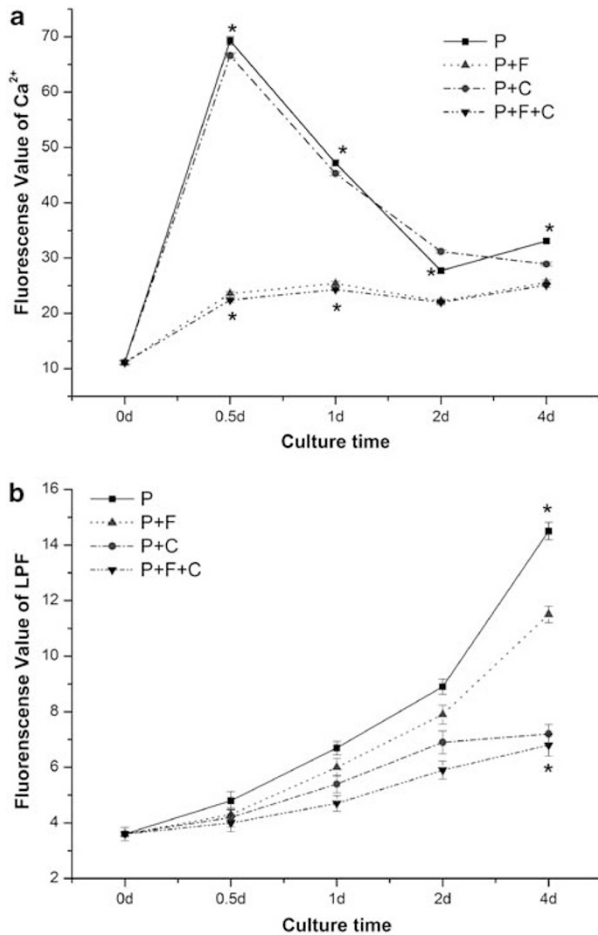 a
Fluorescense Value of Ca2+
70
60
50
40
30
20
10
P
P+F
P+C
P+F+C
*
*
*
*
*
*
0d
0.5d
1d
2d
4d
Culture time
b
Fluorenscense Value of LPF
16
14
12
10
8
6
4
2
P
P+F
P+C
P+F+C
*
*
0d
0.5d
1d
2d
4d
Culture time